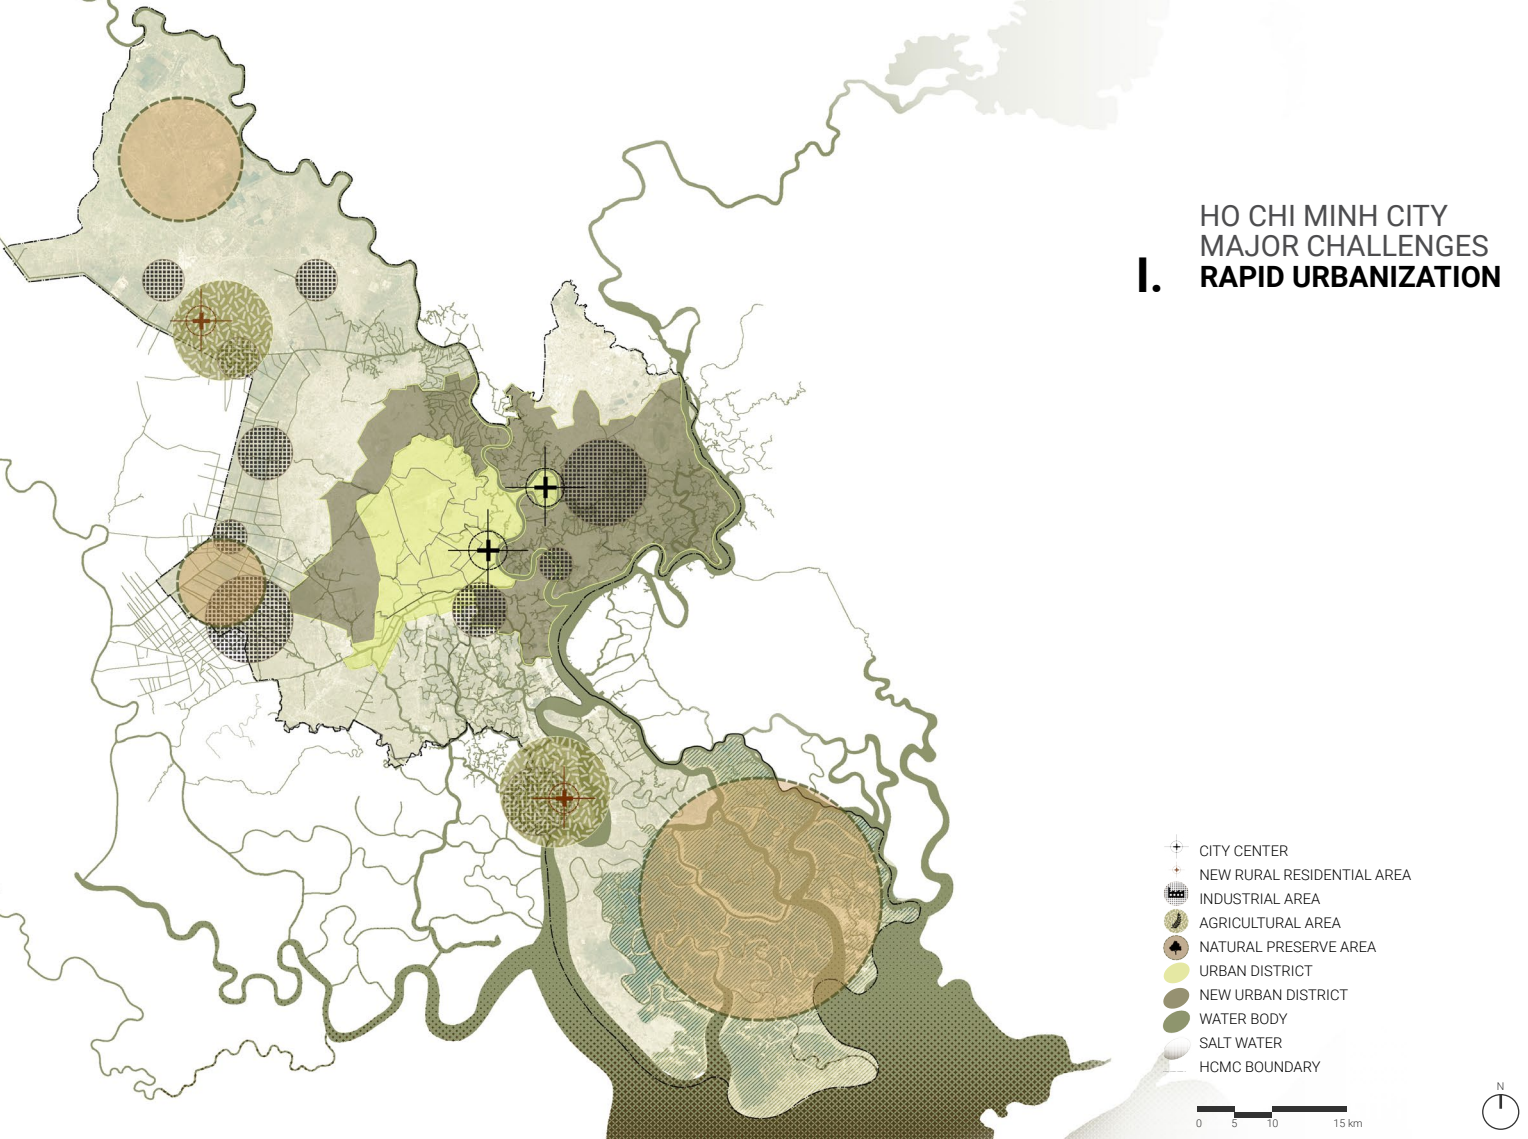 HO CHI MINH CITY
MAJOR CHALLENGES
I. RAPID URBANIZATION
CITY CENTER
NEW RURAL RESIDENTIAL AREA
INDUSTRIAL AREA
AGRICULTURAL AREA
NATURAL PRESERVE AREA
URBAN DISTRICT
NEW URBAN DISTRICT
WATER BODY
SALT WATER
HCMC BOUNDARY
N
0 5 10 15 km